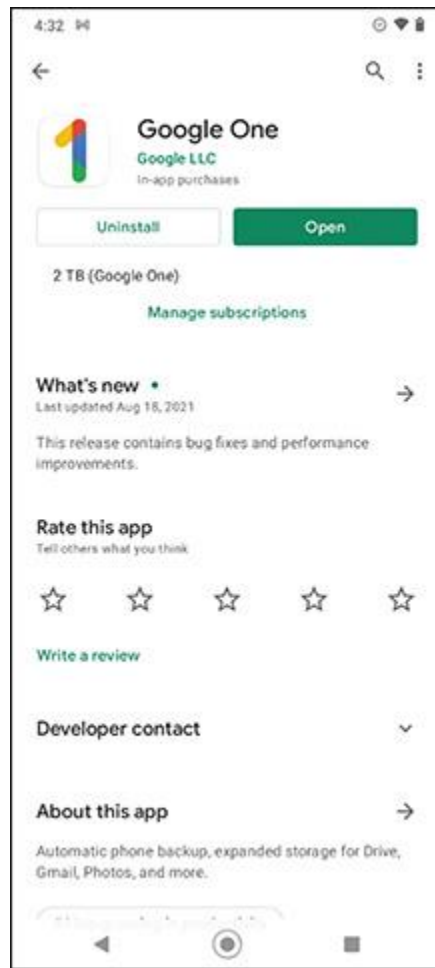 4:32
Google One
Google LLC
In-app purchases
Uninstall
Open
2 TB (Google One)
Manage subscriptions
What's new
Last updated Aug 18, 2021
This release contains bug fixes and performance
improvements.
Rate this app
Tell others what you think
Write a review
Developer contact
About this app
Automatic phone backup, expanded storage for Drive,
Gmail, Photos, and more.